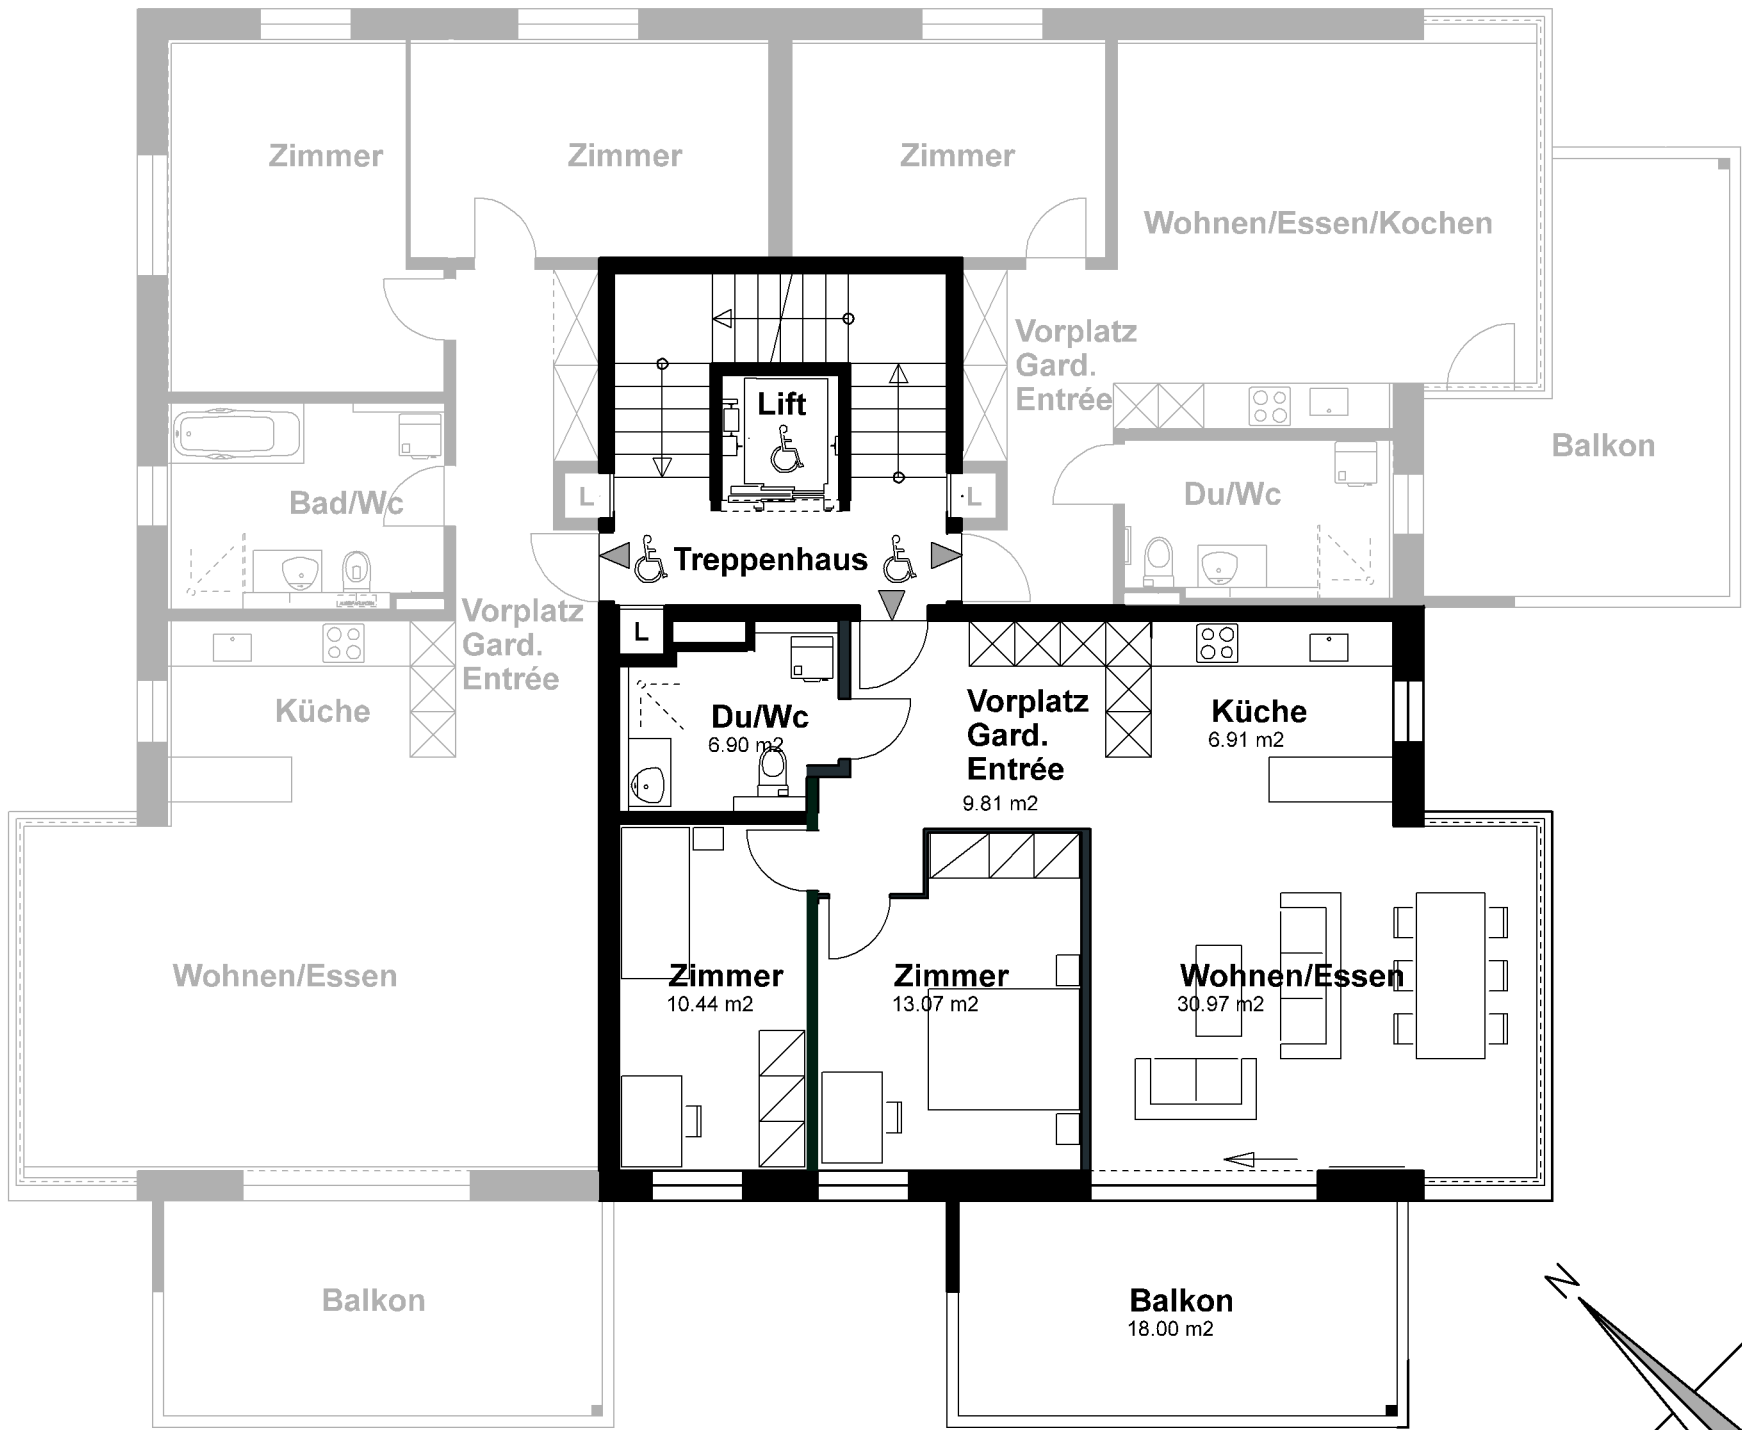 Zimmer
Zimmer
Zimmer
Wohnen/Essen/Kochen
Vorplatz
Gard.
Entrée
Lift
Balkon
Bad/Wc
L
L
Du/Wc
Treppenhaus
Vorplatz
Gard.
Entrée
L
Küche
Du/Wc
6.90 m2
Vorplatz
Gard.
Entrée
9.81 m2
Küche
6.91 m2
Wohnen/Essen
Zimmer
10.44 m2
Zimmer
13.07 m2
Wohnen/Essen
30.97 m2
Balkon
Balkon
18.00 m2
N